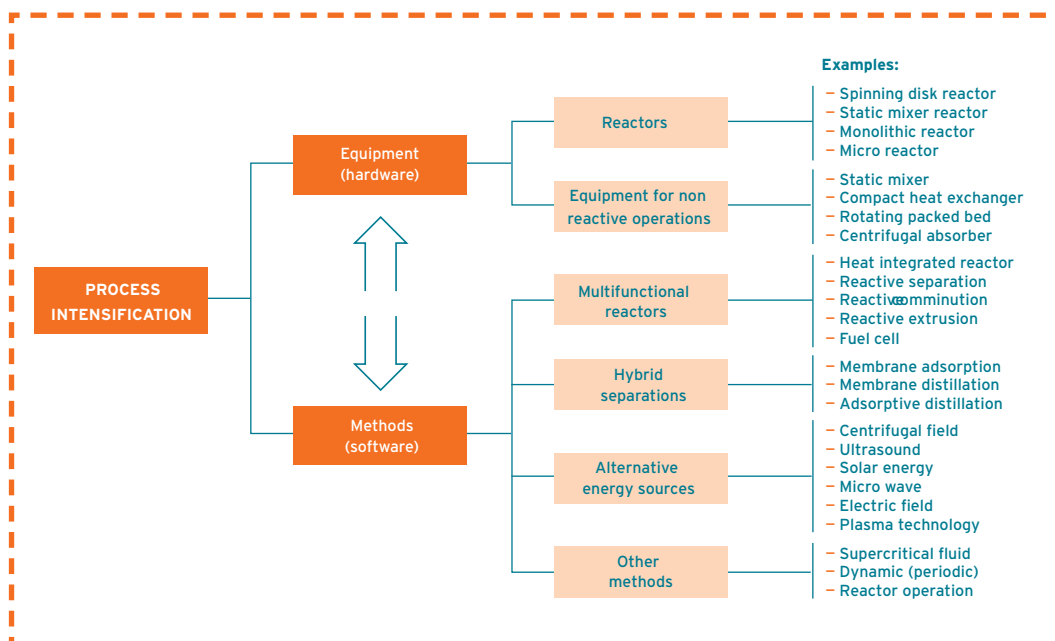 Examples:
PROCESS
INTENSIFICATION
Equipment
(hardware)
Reactors
– Spinning disk reactor
– Static mixer reactor
– Monolithic reactor
– Micro reactor
Equipment for non
reactive operations
– Static mixer
– Compact heat exchanger
– Rotating packed bed
– Centrifugal absorber
Methods
(software)
Multifunctional
reactors
– Heat integrated reactor
– Reactive separation
– Reactive comminution
– Reactive extrusion
– Fuel cell
Hybrid
separations
– Membrane adsorption
– Membrane distillation
– Adsorptive distillation
Alternative
energy sources
– Centrifugal field
– Ultrasound
– Solar energy
– Micro wave
– Electric field
– Plasma technology
Other
methods
– Supercritical fluid
– Dynamic (periodic)
– Reactor operation